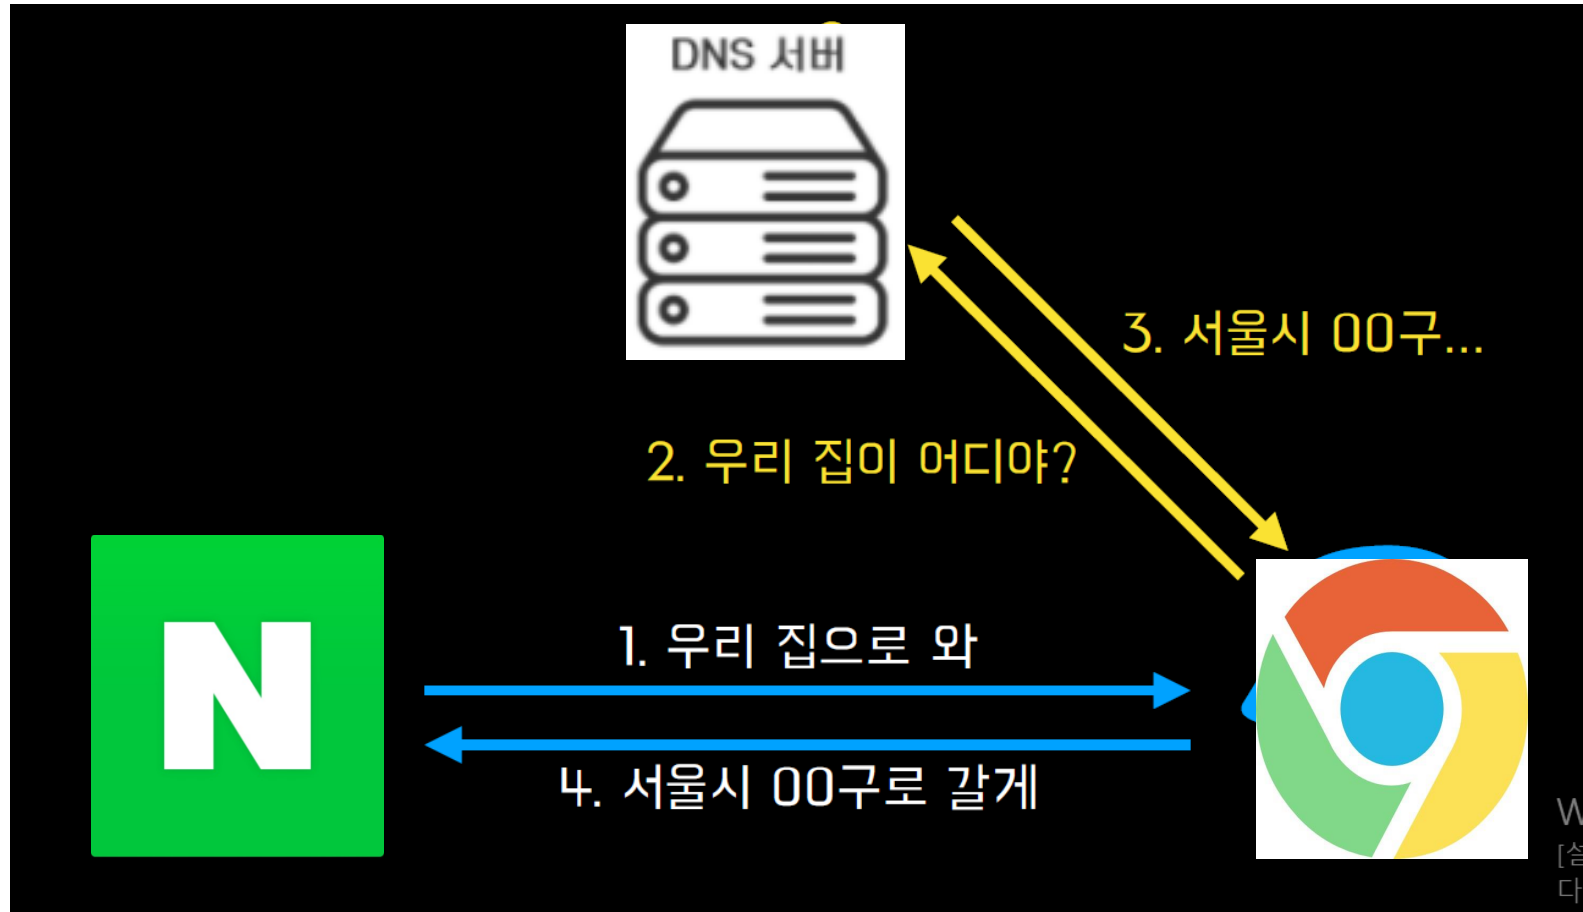 DNS 서버
3. 서울시 00구...
2. 우리 집이 어디야?
N
1. 우리 집으로 와
4. 서울시 00구로 갈게